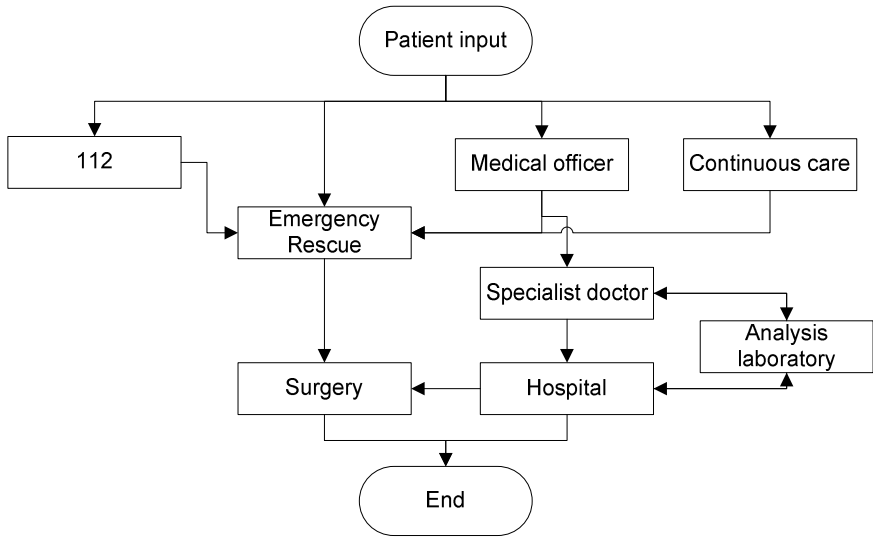 Patient input
112
Medical officer
Continuous care
Emergency
Rescue
Specialist doctor
Analysis
laboratory
Surgery
Hospital
End